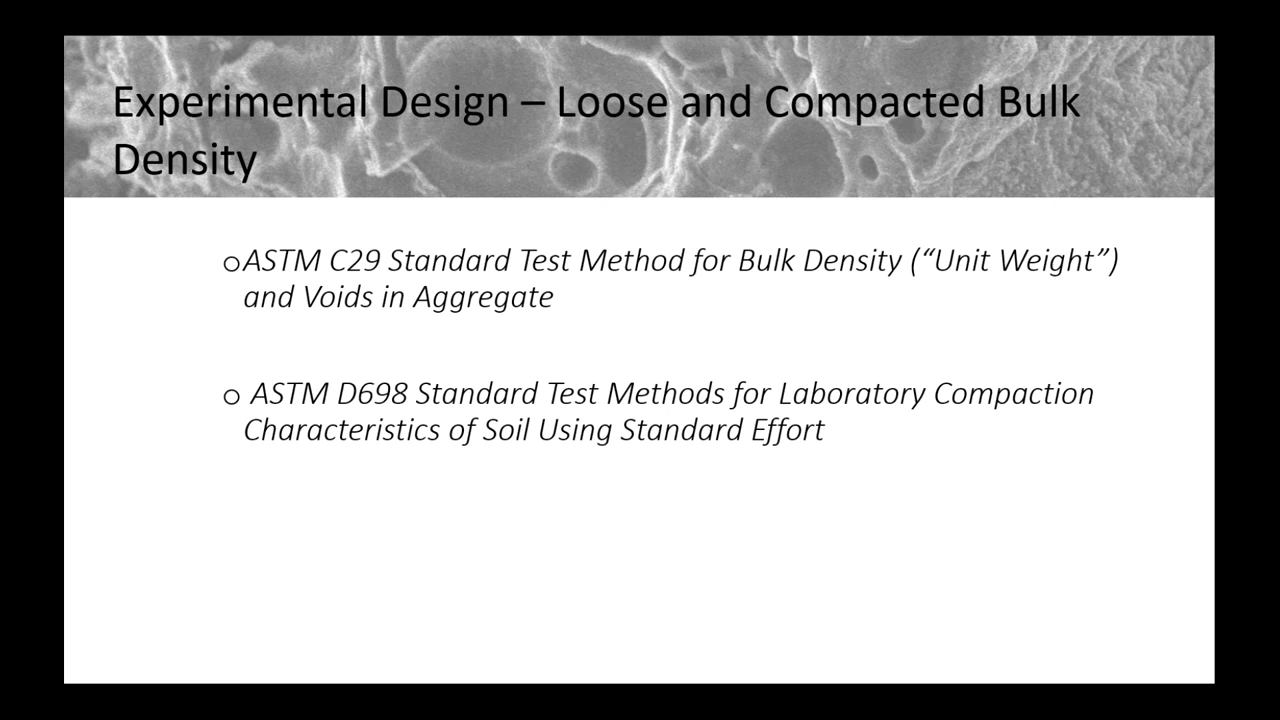 Experimental Design – Loose and Compacted Bulk
Density
oASTM C29 Standard Test Method for Bulk Density (“Unit Weight”)
and Voids in Aggregate
o ASTM D698 Standard Test Methods for Laboratory Compaction
Characteristics of Soil Using Standard Effort